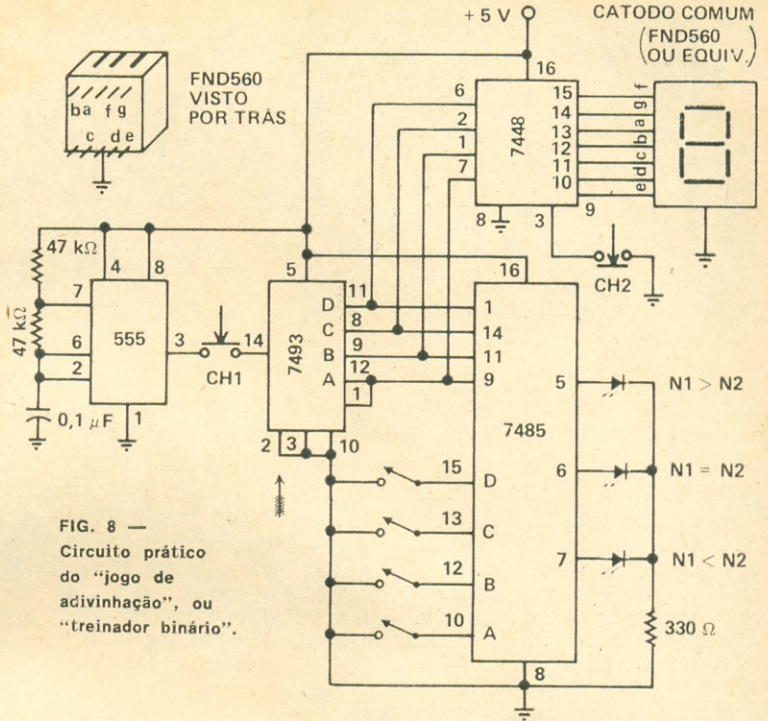 + 5 V
CATODO COMUM
(FND560
OU EQUIV.)
FND560
VISTO
POR TRÁS
ba fg
c de
16
6
2
1
7
7448
15
14
13
12
11
10
9
f
g
a
b
c
d
e
8
3
CH2
47 kΩ
47 kΩ
0,1 µF
4
8
7
6
2
555
3
1
CH1
14
5
7493
D
C
B
A
11
8
9
12
1
2
3
10
16
1
14
11
9
7485
15
D
13
C
12
B
10
A
5
6
7
8
N1 > N2
N1 = N2
N1 < N2
330 Ω
FIG. 8 —
Circuito prático
do “jogo de
adivinhação”, ou
“treinador binário”.